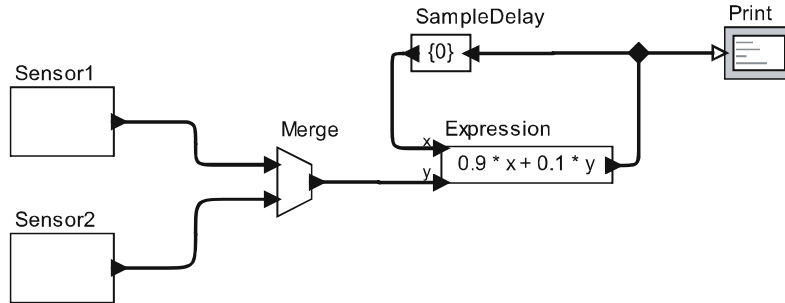 SampleDelay
Print
{0}
Sensor1
Merge
Expression
x
0.9 * x + 0.1 * y
y
Sensor2